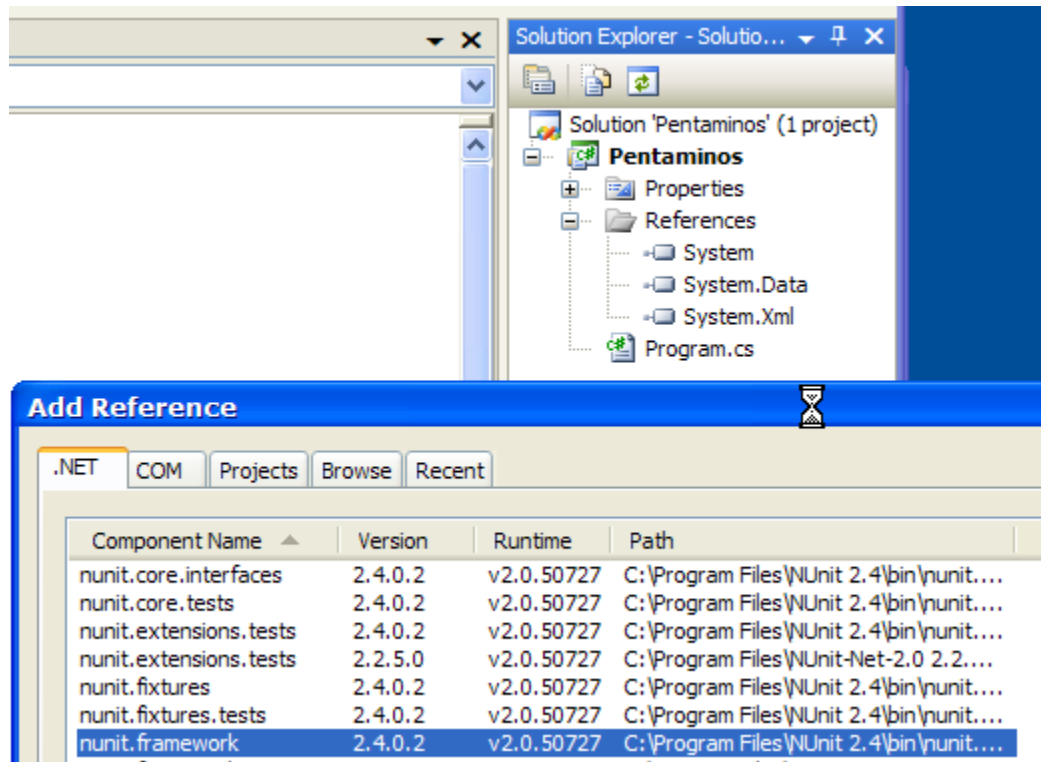 Solution Explorer - Solutio...
Solution 'Pentaminos' (1 project)
Pentaminos
Properties
References
System
System.Data
System.Xml
Program.cs
Add Reference
.NET COM Projects Browse Recent
Component Name Version Runtime Path
nunit.core.interfaces 2.4.0.2 v2.0.50727 C:\Program Files\NUnit 2.4\bin\nunit....
nunit.core.tests 2.4.0.2 v2.0.50727 C:\Program Files\NUnit 2.4\bin\nunit....
nunit.extensions.tests 2.4.0.2 v2.0.50727 C:\Program Files\NUnit 2.4\bin\nunit....
nunit.extensions.tests 2.2.5.0 v2.0.50727 C:\Program Files\NUnit-Net-2.0 2.2....
nunit.fixtures 2.4.0.2 v2.0.50727 C:\Program Files\NUnit 2.4\bin\nunit....
nunit.fixtures.tests 2.4.0.2 v2.0.50727 C:\Program Files\NUnit 2.4\bin\nunit....
nunit.framework 2.4.0.2 v2.0.50727 C:\Program Files\NUnit 2.4\bin\nunit....